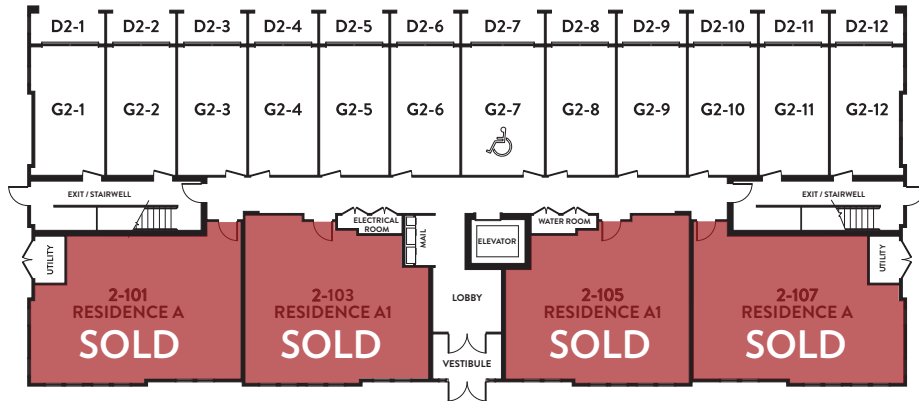 D2-1 D2-2 D2-3 D2-4 D2-5 D2-6 D2-7 D2-8 D2-9 D2-10 D2-11 D2-12
G2-1 G2-2 G2-3 G2-4 G2-5 G2-6 G2-7 G2-8 G2-9 G2-10 G2-11 G2-12
EXIT / STAIRWELL
EXIT / STAIRWELL
ELECTRICAL
ROOM
MAIL
WATER ROOM
ELEVATOR
UTILITY
UTILITY
LOBBY
VESTIBULE
2-101
RESIDENCE A
SOLD
2-103
RESIDENCE A1
SOLD
2-105
RESIDENCE A1
SOLD
2-107
RESIDENCE A
SOLD